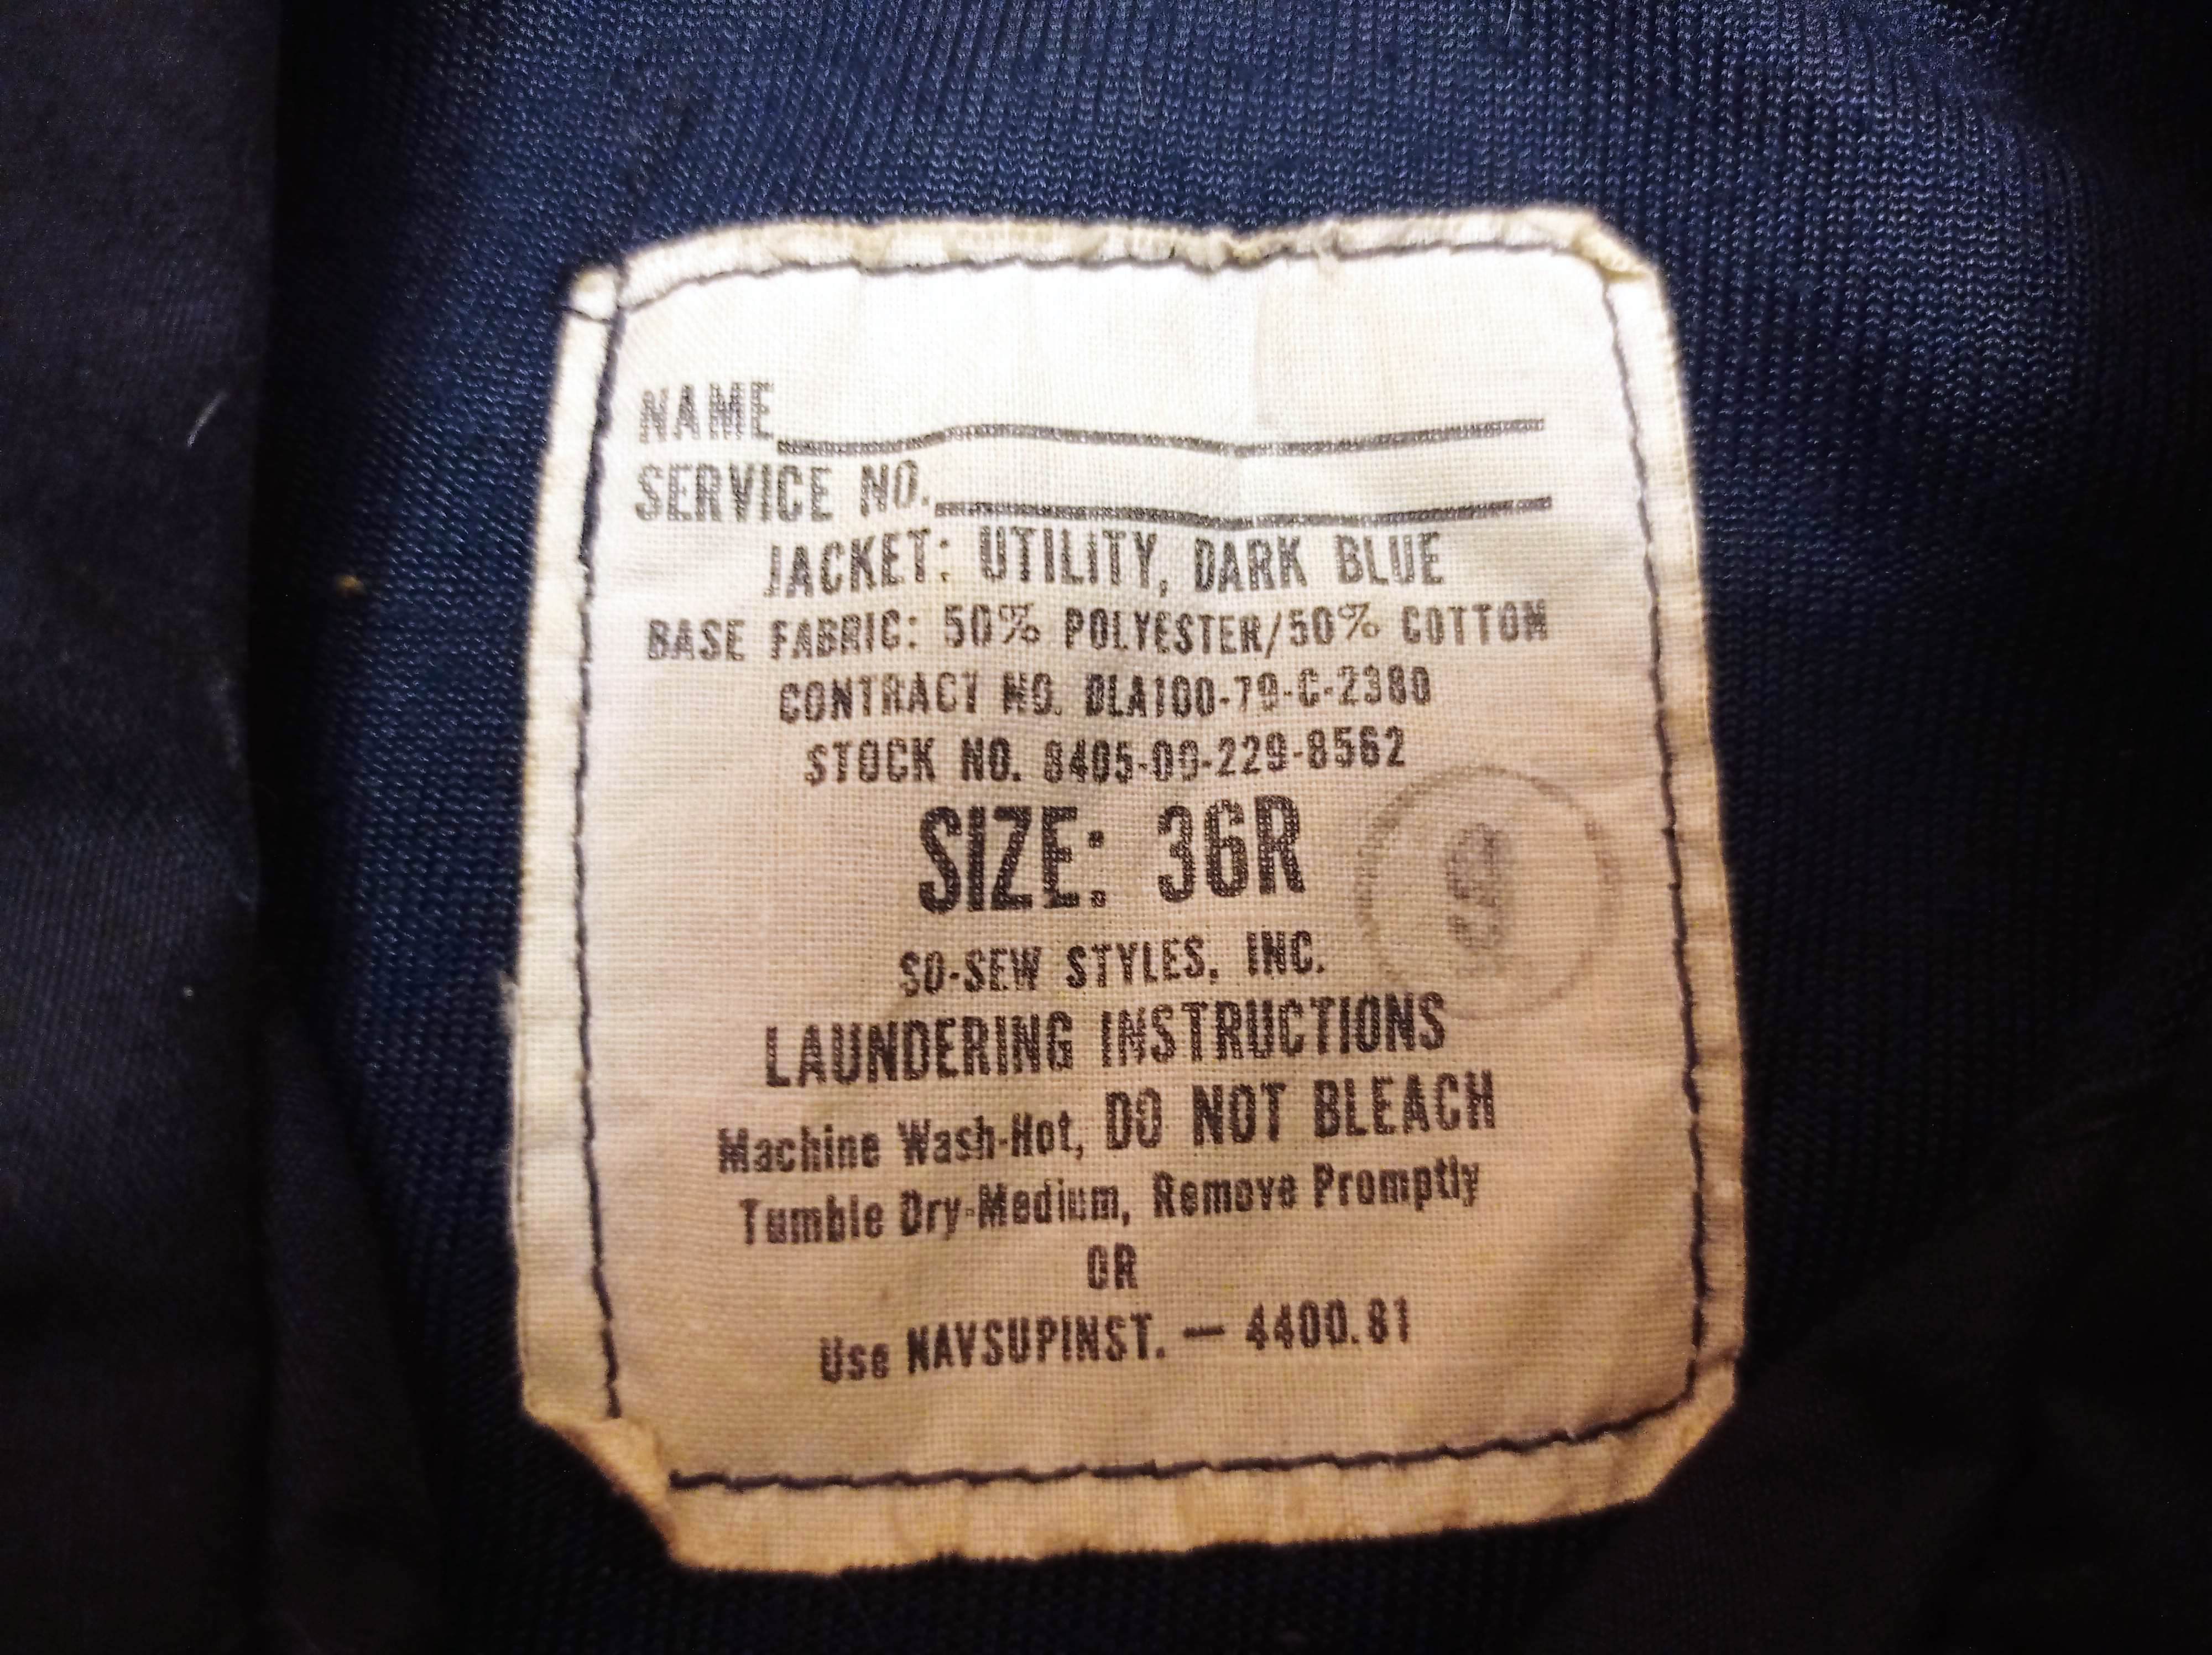 NAME
SERVICE NO.
JACKET: UTILITY, DARK BLUE
BASE FABRIC: 50% POLYESTER/50% COTTON
CONTRACT NO. DLA100-79-C-2380
STOCK NO. 8405-00-229-8562
SIZE: 36R
SO-SEW STYLES, INC.
LAUNDERING INSTRUCTIONS
Machine Wash-Hot, DO NOT BLEACH
Tumble Dry-Medium, Remove Promptly
OR
Use NAVSUPINST. — 4400.81